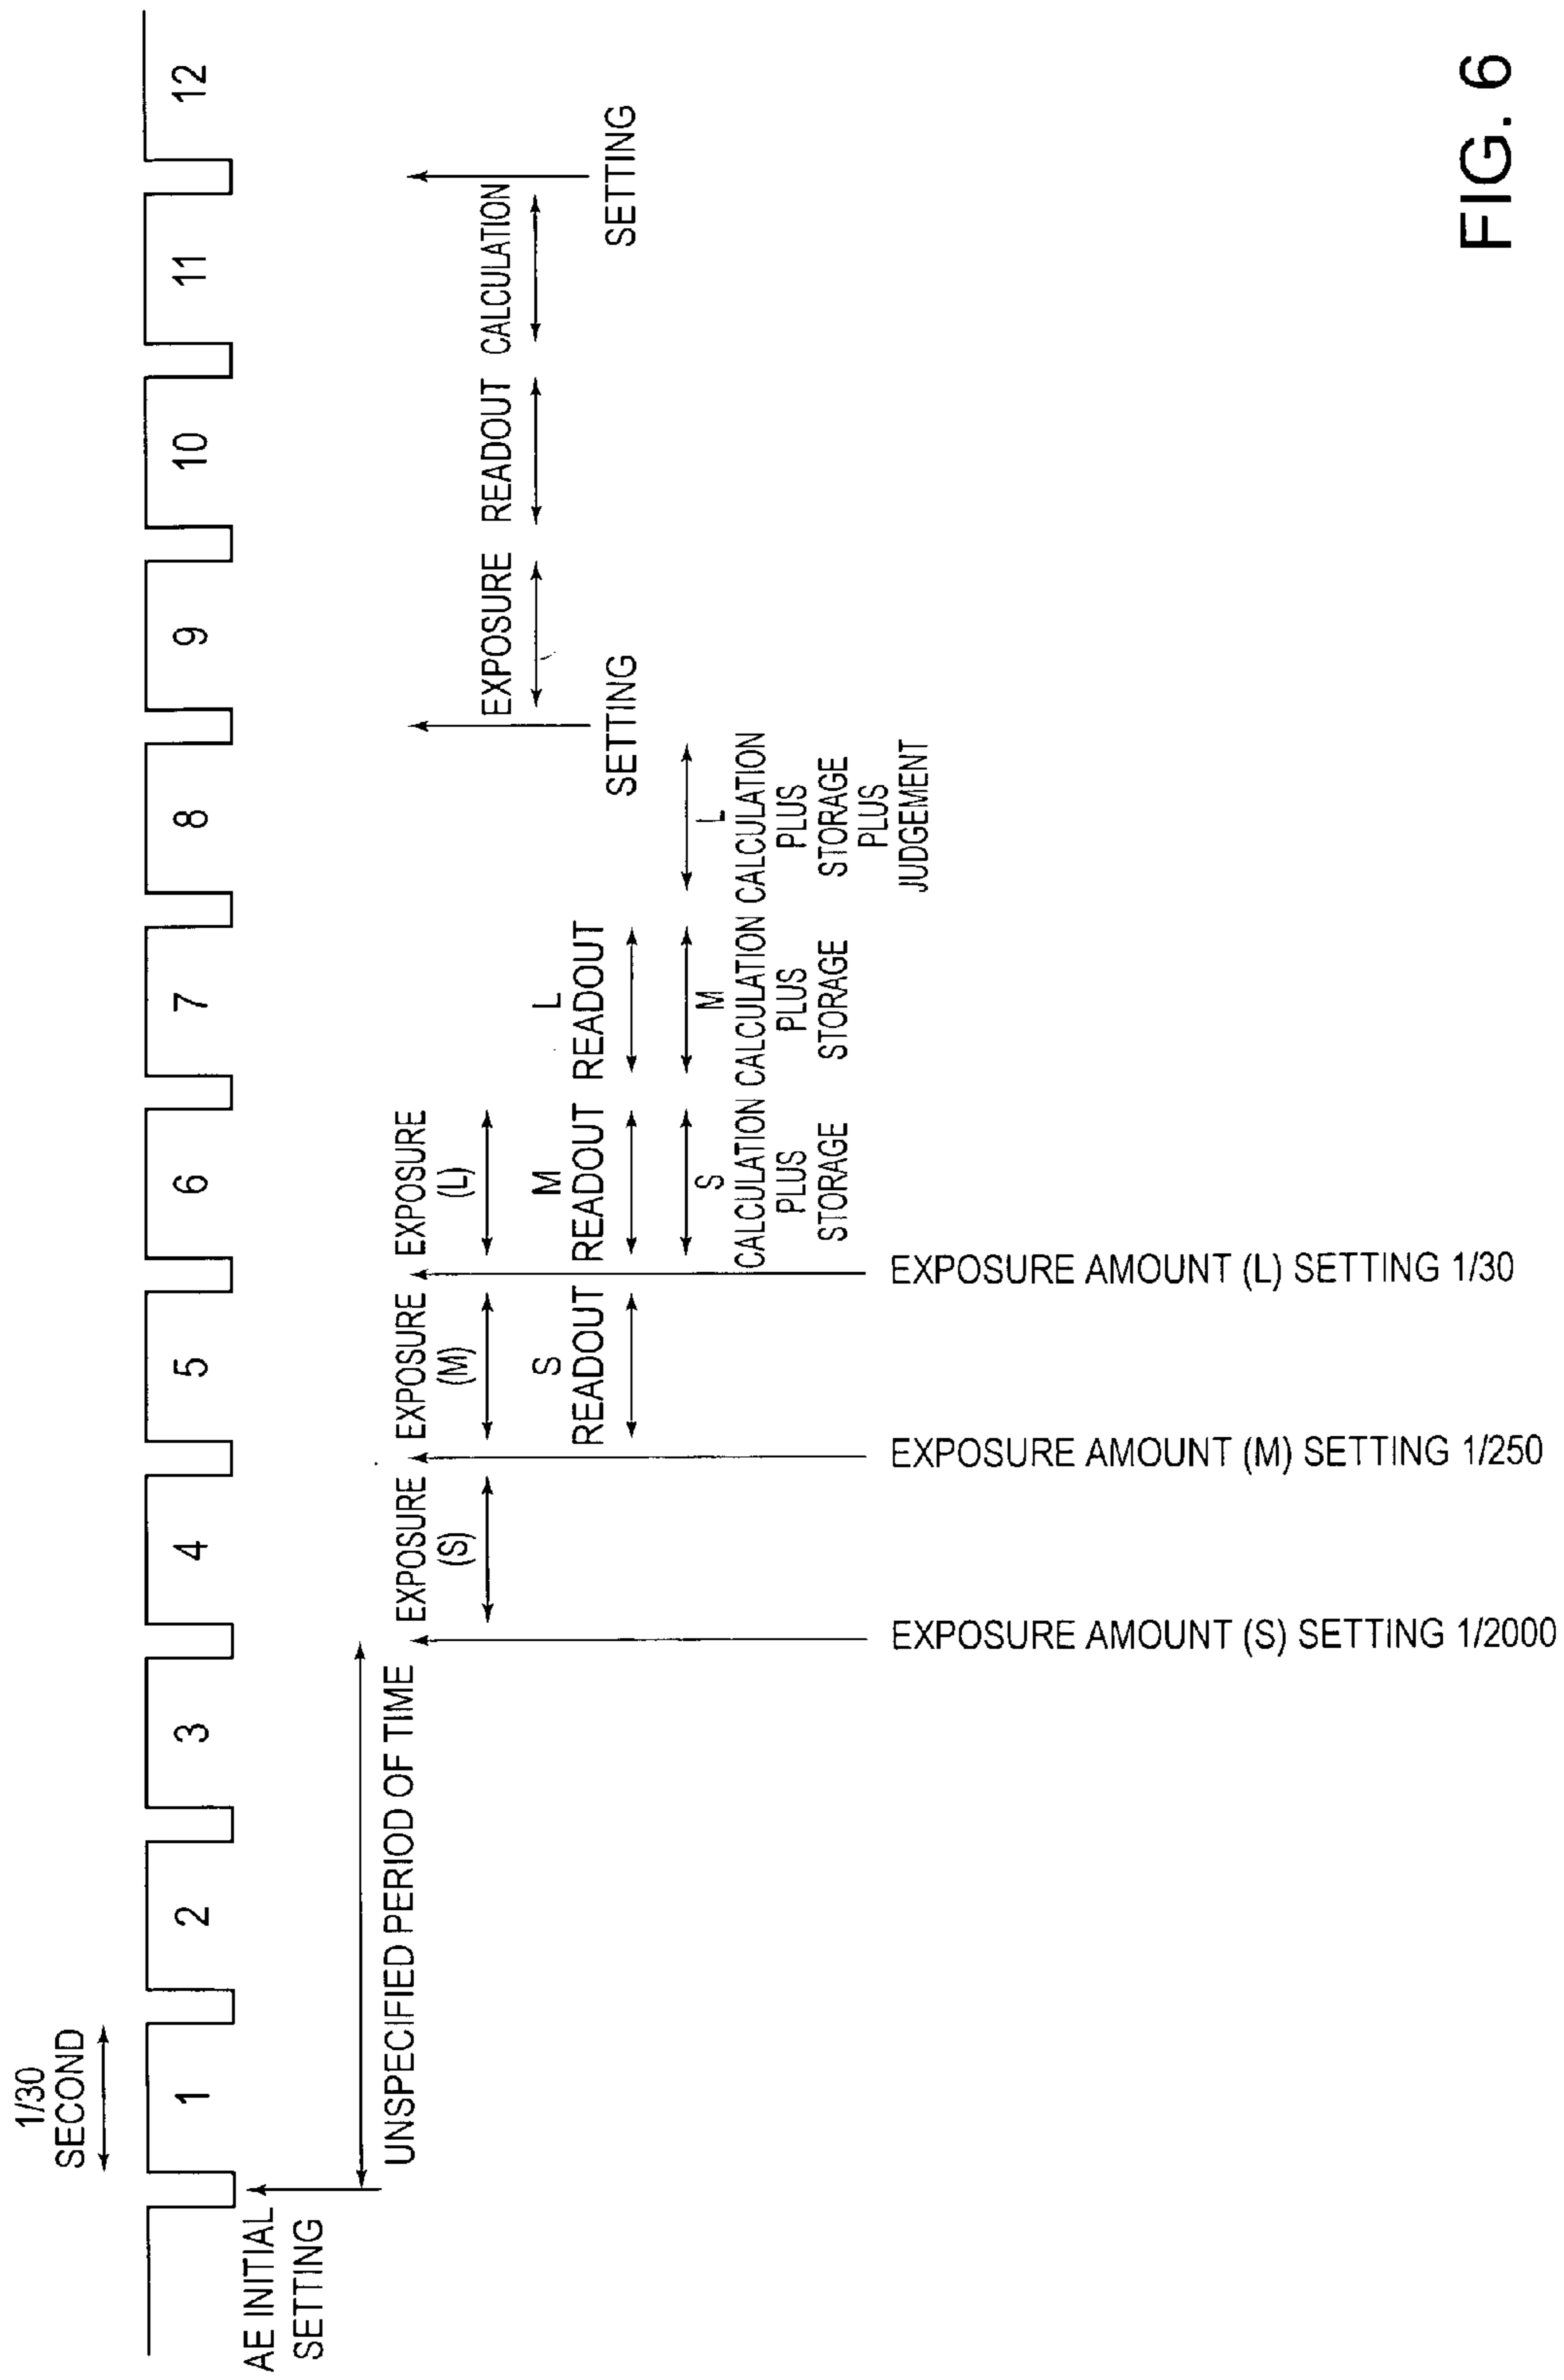 1/30
SECOND
1 2 3 4 5 6 7 8 9 10 11 12
AE INITIAL
SETTING
UNSPECIFIED PERIOD OF TIME
EXPOSURE
(S)
EXPOSURE
(M)
EXPOSURE
(L)
S
READOUT
M
READOUT
L
READOUT
S
CALCULATION
PLUS
STORAGE
M
CALCULATION
PLUS
STORAGE
L
CALCULATION
PLUS
STORAGE
PLUS
JUDGEMENT
EXPOSURE AMOUNT (S) SETTING 1/2000
EXPOSURE AMOUNT (M) SETTING 1/250
EXPOSURE AMOUNT (L) SETTING 1/30
SETTING
EXPOSURE READOUT CALCULATION
SETTING
FIG. 6